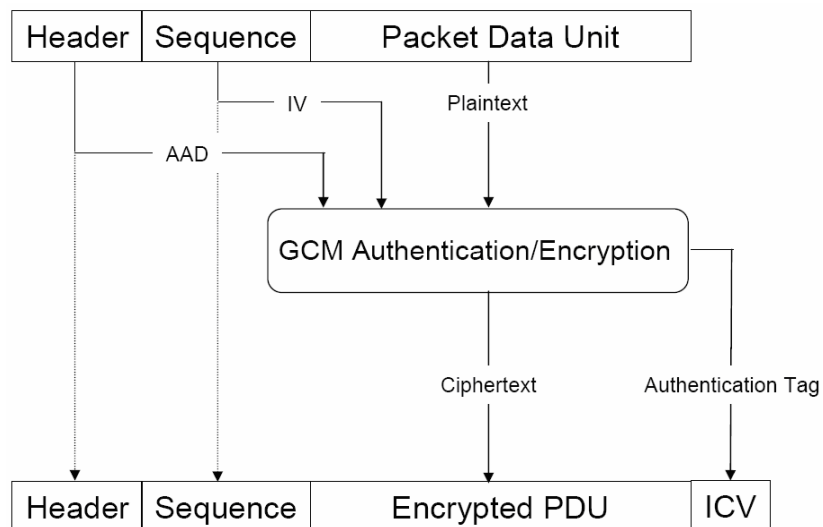 Header Sequence Packet Data Unit
IV
Plaintext
AAD
GCM Authentication/Encryption
Ciphertext
Authentication Tag
Header Sequence Encrypted PDU ICV